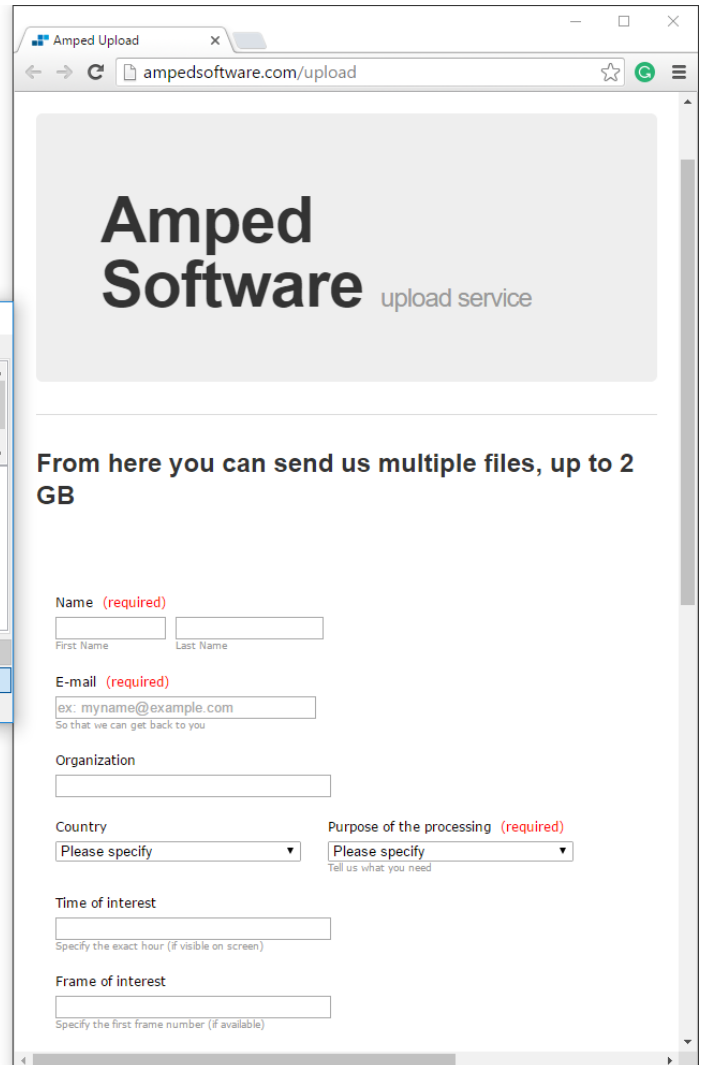 Amped Upload
ampedsoftware.com/upload
Amped
Software upload service
From here you can send us multiple files, up to 2
GB
Name (required)
First Name Last Name
E-mail (required)
ex: myname@example.com
So that we can get back to you
Organization
Country Purpose of the processing (required)
Please specify Please specify
Tell us what you need
Time of interest
Specify the exact hour (if visible on screen)
Frame of interest
Specify the first frame number (if available)